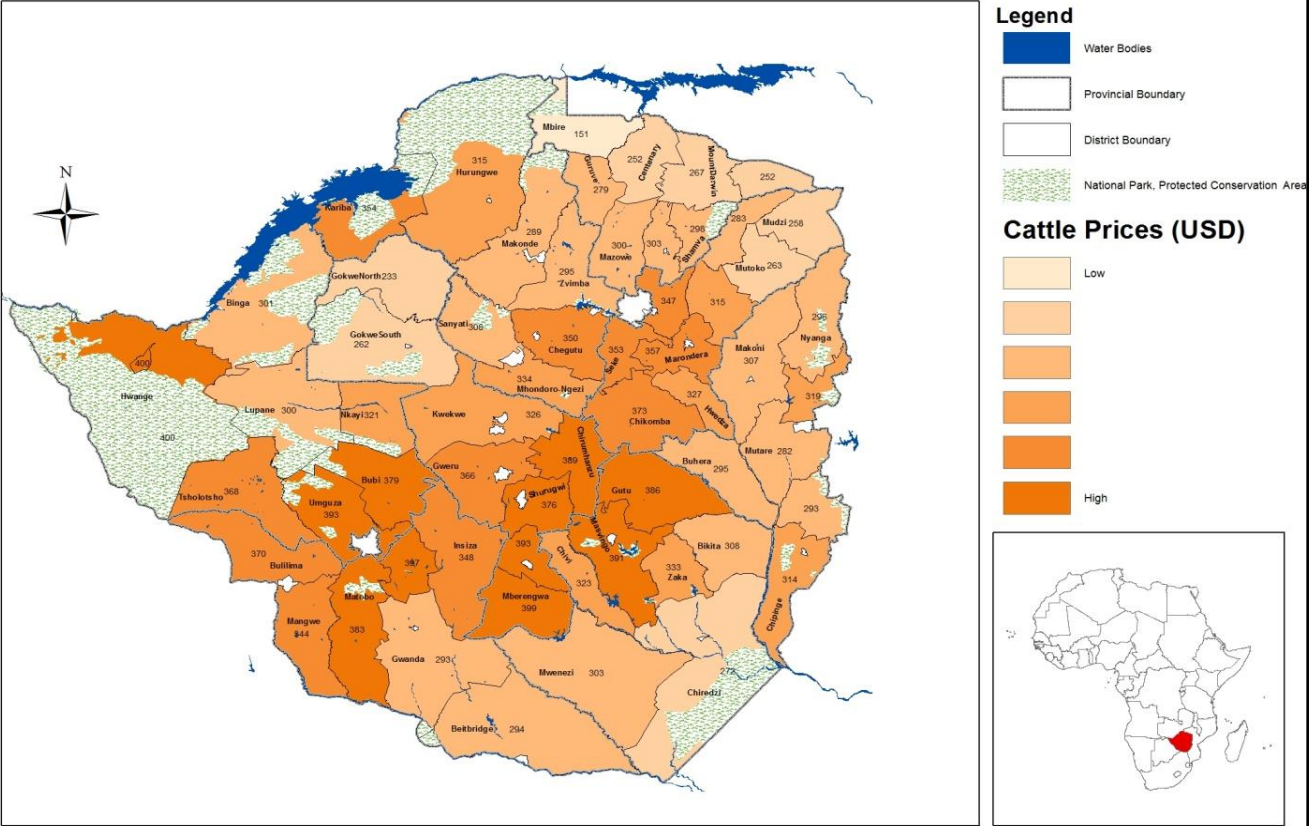 N
Mbire 151
315
Hurungwe
Guruve
279
252
Centenary
267
MountDarwin
252
Kariba 354
289
Makonde
300
Mazowe
303
298
Shamva
283
Mudzi 258
Mutoko 263
GokweNorth 233
295
Zvimba
Binga 301
Sanyati 306
347
315
296
Nyanga
GokweSouth
262
350
Chegutu
353
Seke
357
Marondera
Makoni
307
400
Hwange
400
334
Mhondoro-Ngezi
327
Hwedza
319
Lupane 300
Nkayi 321
Kwekwe 326
373
Chikomba
Chirumhanzu
389
Buhera
295
Mutare 282
Gweru
366
Tsholotsho 368
Bubi 379
Umguza
393
Shurugwi
376
Gutu 386
293
Masvingo
391
Insiza
348
393
Chivi
323
Bikita 308
370
Bulilima
333
Zaka
314
Chipinge
Matobo
383
Mberengwa
399
Mangwe
344
Gwanda 293
Mwenezi 303
272
Chiredzi
Beitbridge 294
Legend
Water Bodies
Provincial Boundary
District Boundary
National Park, Protected Conservation Area
Cattle Prices (USD)
Low
High